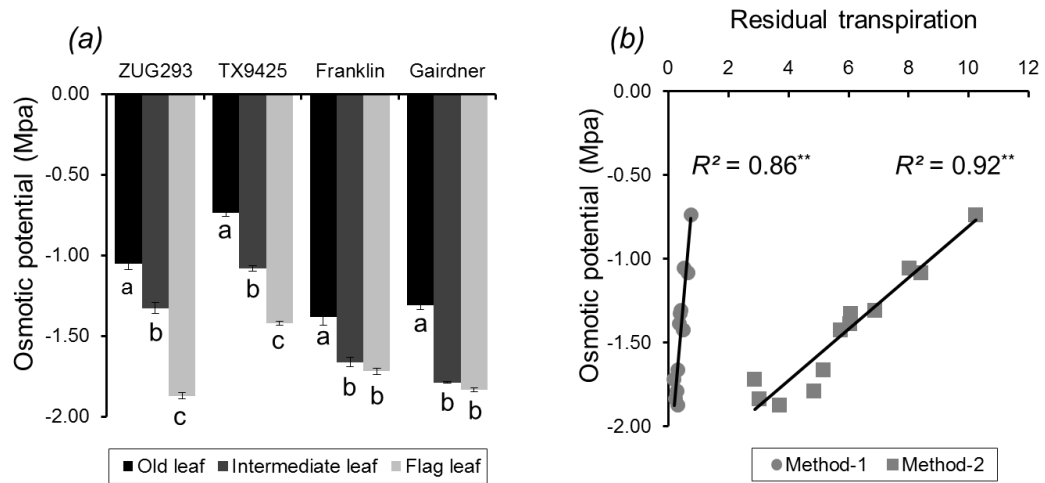 (a)
ZUG293 TX9425 Franklin Gairdner
0.00
-0.50
-1.00
-1.50
-2.00
Osmotic potential (Mpa)
a b c a b c a b b a b b
Old leaf Intermediate leaf Flag leaf
(b)
Residual transpiration
0 2 4 6 8 10 12
0.00
-0.50
-1.00
-1.50
-2.00
Osmotic potential (Mpa)
R² = 0.86** R² = 0.92**
Method-1 Method-2